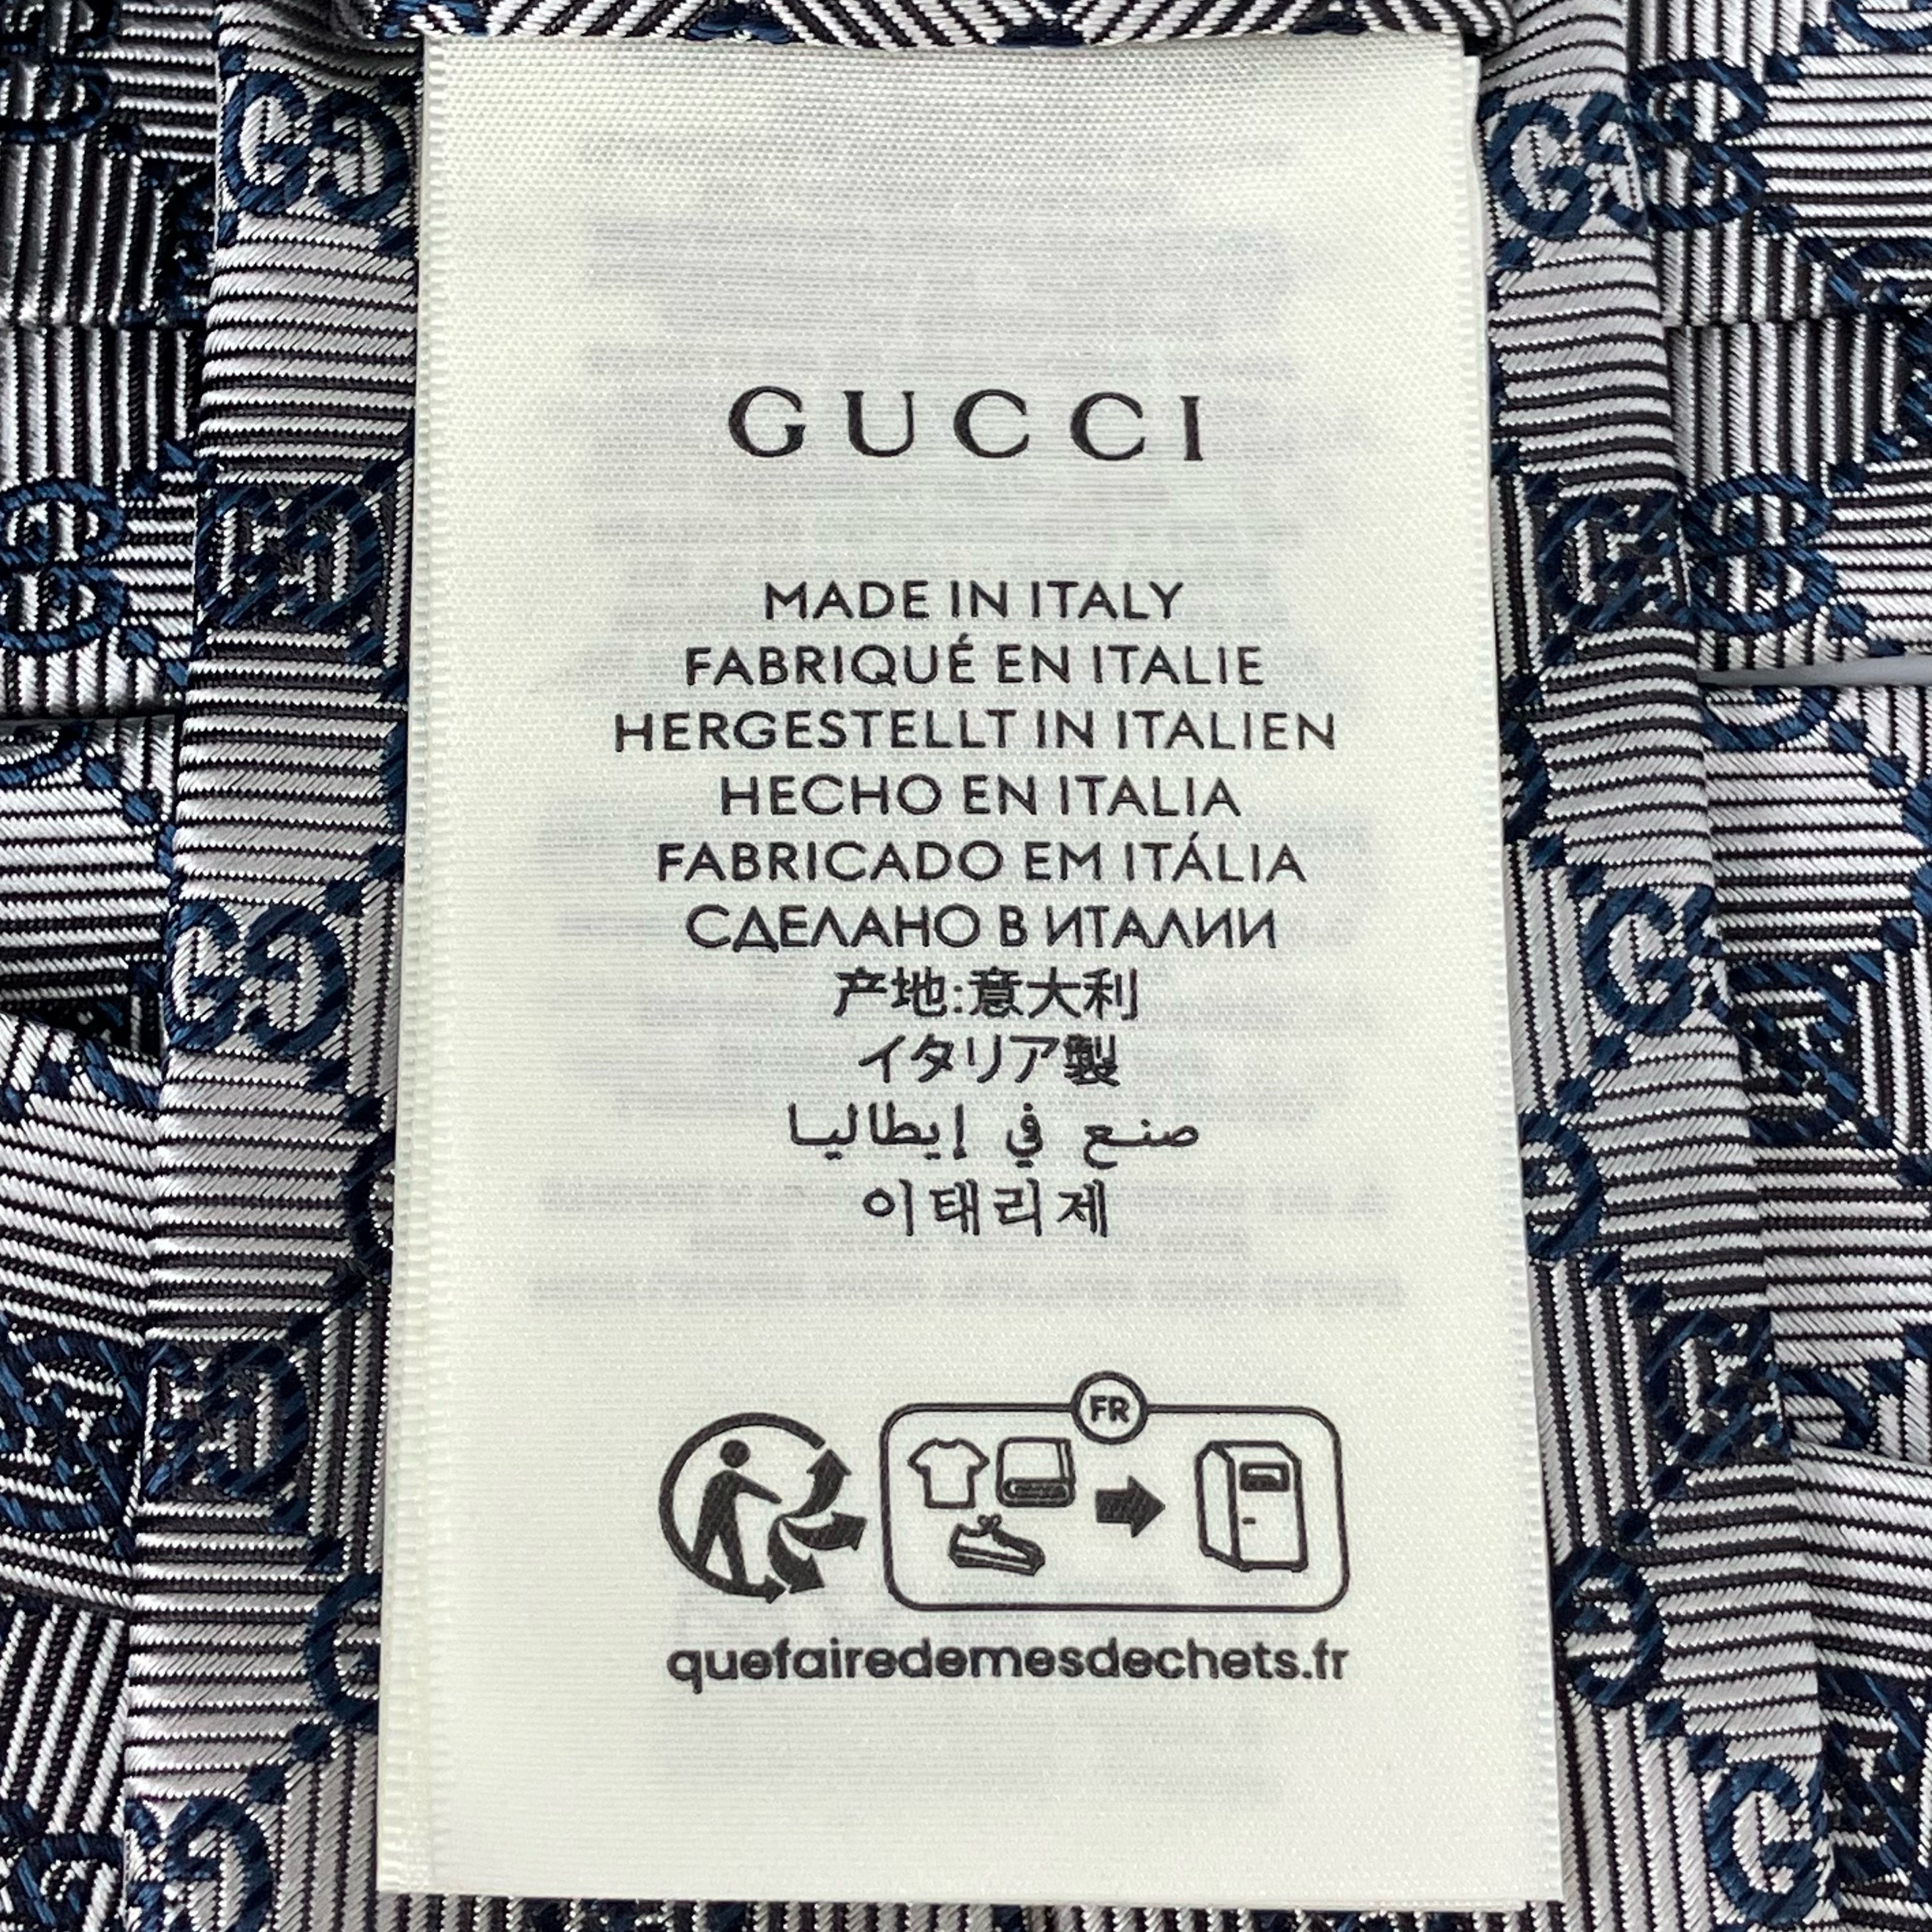 GUCCI
MADE IN ITALY
FABRIQUÉ EN ITALIE
HERGESTELLT IN ITALIEN
HECHO EN ITALIA
FABRICADO EM ITÁLIA
СДЕЛАНО В ИТАЛИИ
产地:意大利
イタリア製
صنع في إيطاليا
이태리제
FR
quefairedemesdechets.fr